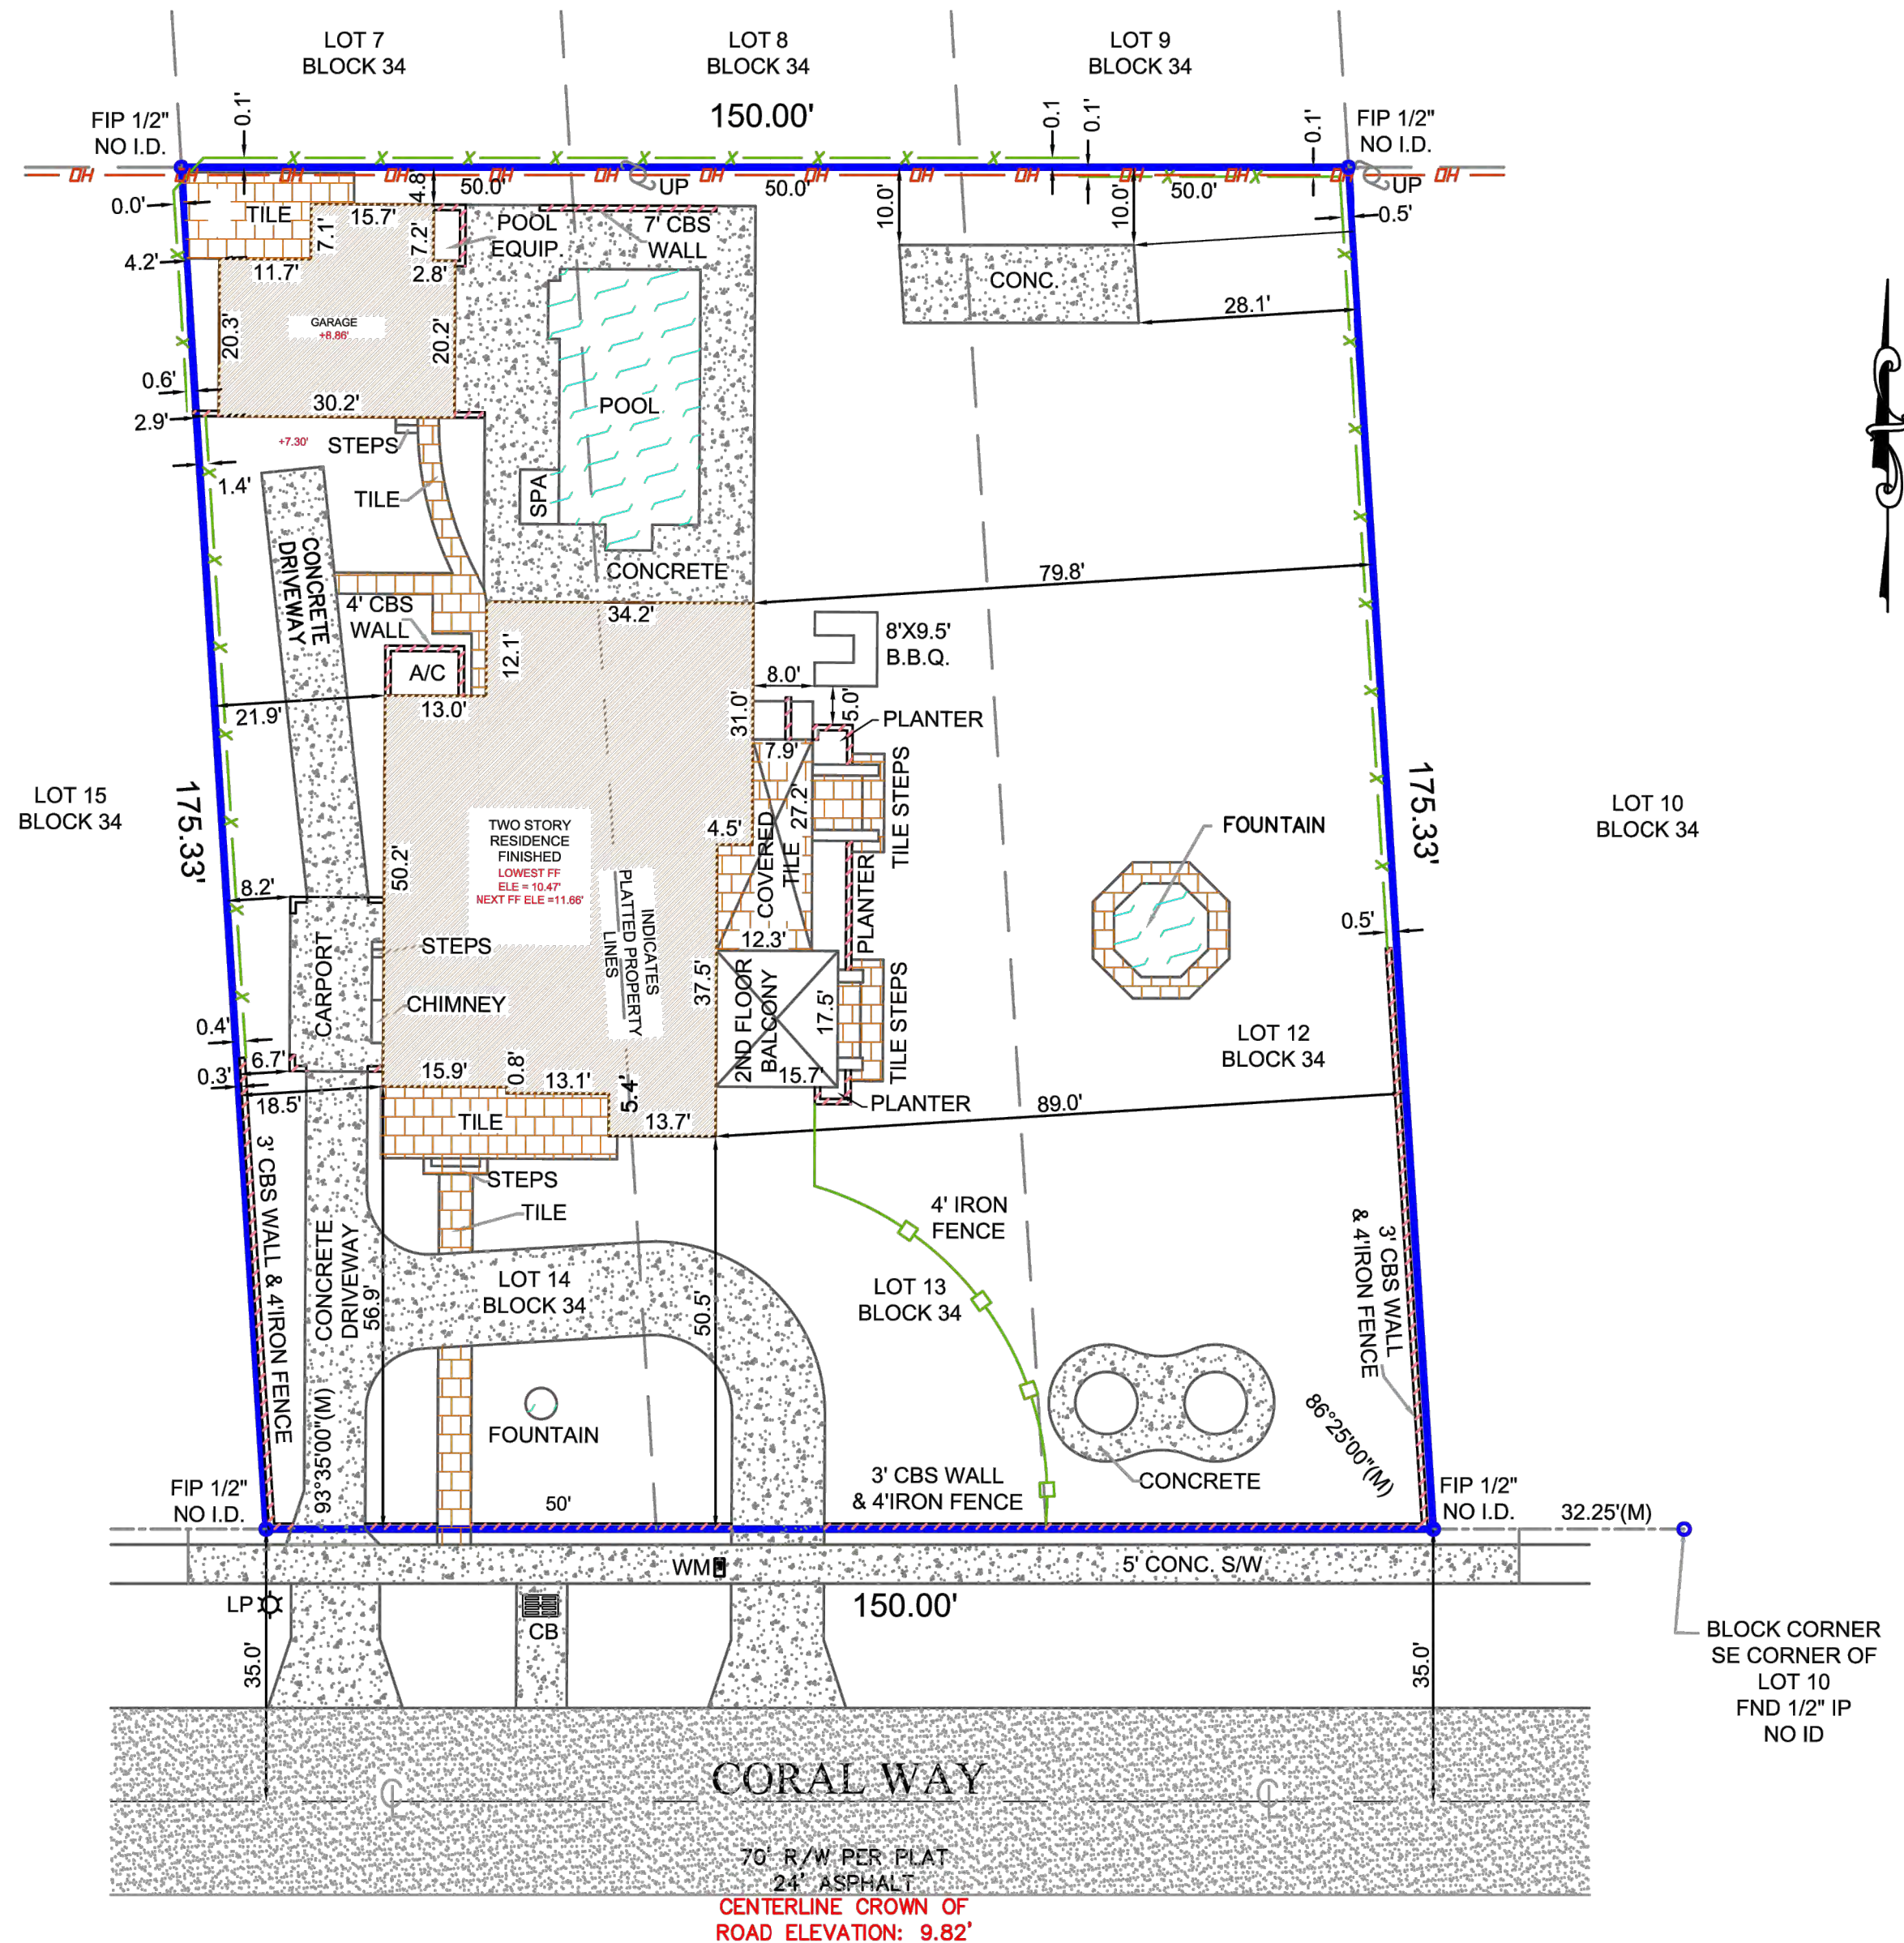 LOT 7
BLOCK 34
LOT 8
BLOCK 34
LOT 9
BLOCK 34
150.00'
FIP 1/2"
NO I.D.
0.1'
0.1
0.1'
0.1'
FIP 1/2"
NO I.D.
OH OH OH OH OH OH OH OH OH OH OH OH OH
UP
UP
50.0'
50.0'
50.0'
4.8'
10.0'
10.0'
0.5'
0.0'
TILE
15.7'
7.1'
7.2'
POOL
EQUIP.
7' CBS
WALL
4.2'
11.7'
2.8'
CONC.
28.1'
GARAGE
+8.86'
20.3'
20.2'
0.6'
30.2'
2.9'
POOL
+7.30'
STEPS
1.4'
TILE
SPA
CONCRETE
DRIVEWAY
CONCRETE
79.8'
4' CBS
WALL
34.2'
12.1'
8'X9.5'
B.B.Q.
A/C
8.0'
21.9'
13.0'
31.0'
5.0'
PLANTER
7.9'
TILE STEPS
175.33'
175.33'
LOT 15
BLOCK 34
LOT 10
BLOCK 34
TWO STORY
RESIDENCE
FINISHED
LOWEST FF
ELE = 10.47'
NEXT FF ELE =11.66'
4.5'
COVERED
TILE
27.2'
FOUNTAIN
50.2'
INDICATES
PLATTED PROPERTY
LINES
PLANTER
8.2'
0.5'
12.3'
STEPS
CARPORT
CHIMNEY
37.5'
2ND FLOOR
BALCONY
17.5'
TILE STEPS
LOT 12
BLOCK 34
0.4'
6.7'
0.3'
18.5'
15.9'
0.8'
13.1'
5.4'
15.7'
PLANTER
89.0'
TILE
13.7'
STEPS
TILE
3' CBS WALL & 4'IRON FENCE
CONCRETE
DRIVEWAY
56.9'
4' IRON
FENCE
3' CBS WALL
& 4'IRON FENCE
LOT 14
BLOCK 34
LOT 13
BLOCK 34
50.5'
93°35'00"(M)
86°25'00"(M)
FOUNTAIN
3' CBS WALL
& 4'IRON FENCE
CONCRETE
FIP 1/2"
NO I.D.
50'
FIP 1/2"
NO I.D.
32.25'(M)
WM
5' CONC. S/W
150.00'
LP
CB
35.0'
35.0'
BLOCK CORNER
SE CORNER OF
LOT 10
FND 1/2" IP
NO ID
CORAL WAY
70' R/W PER PLAT
24' ASPHALT
CENTERLINE CROWN OF
ROAD ELEVATION: 9.82'